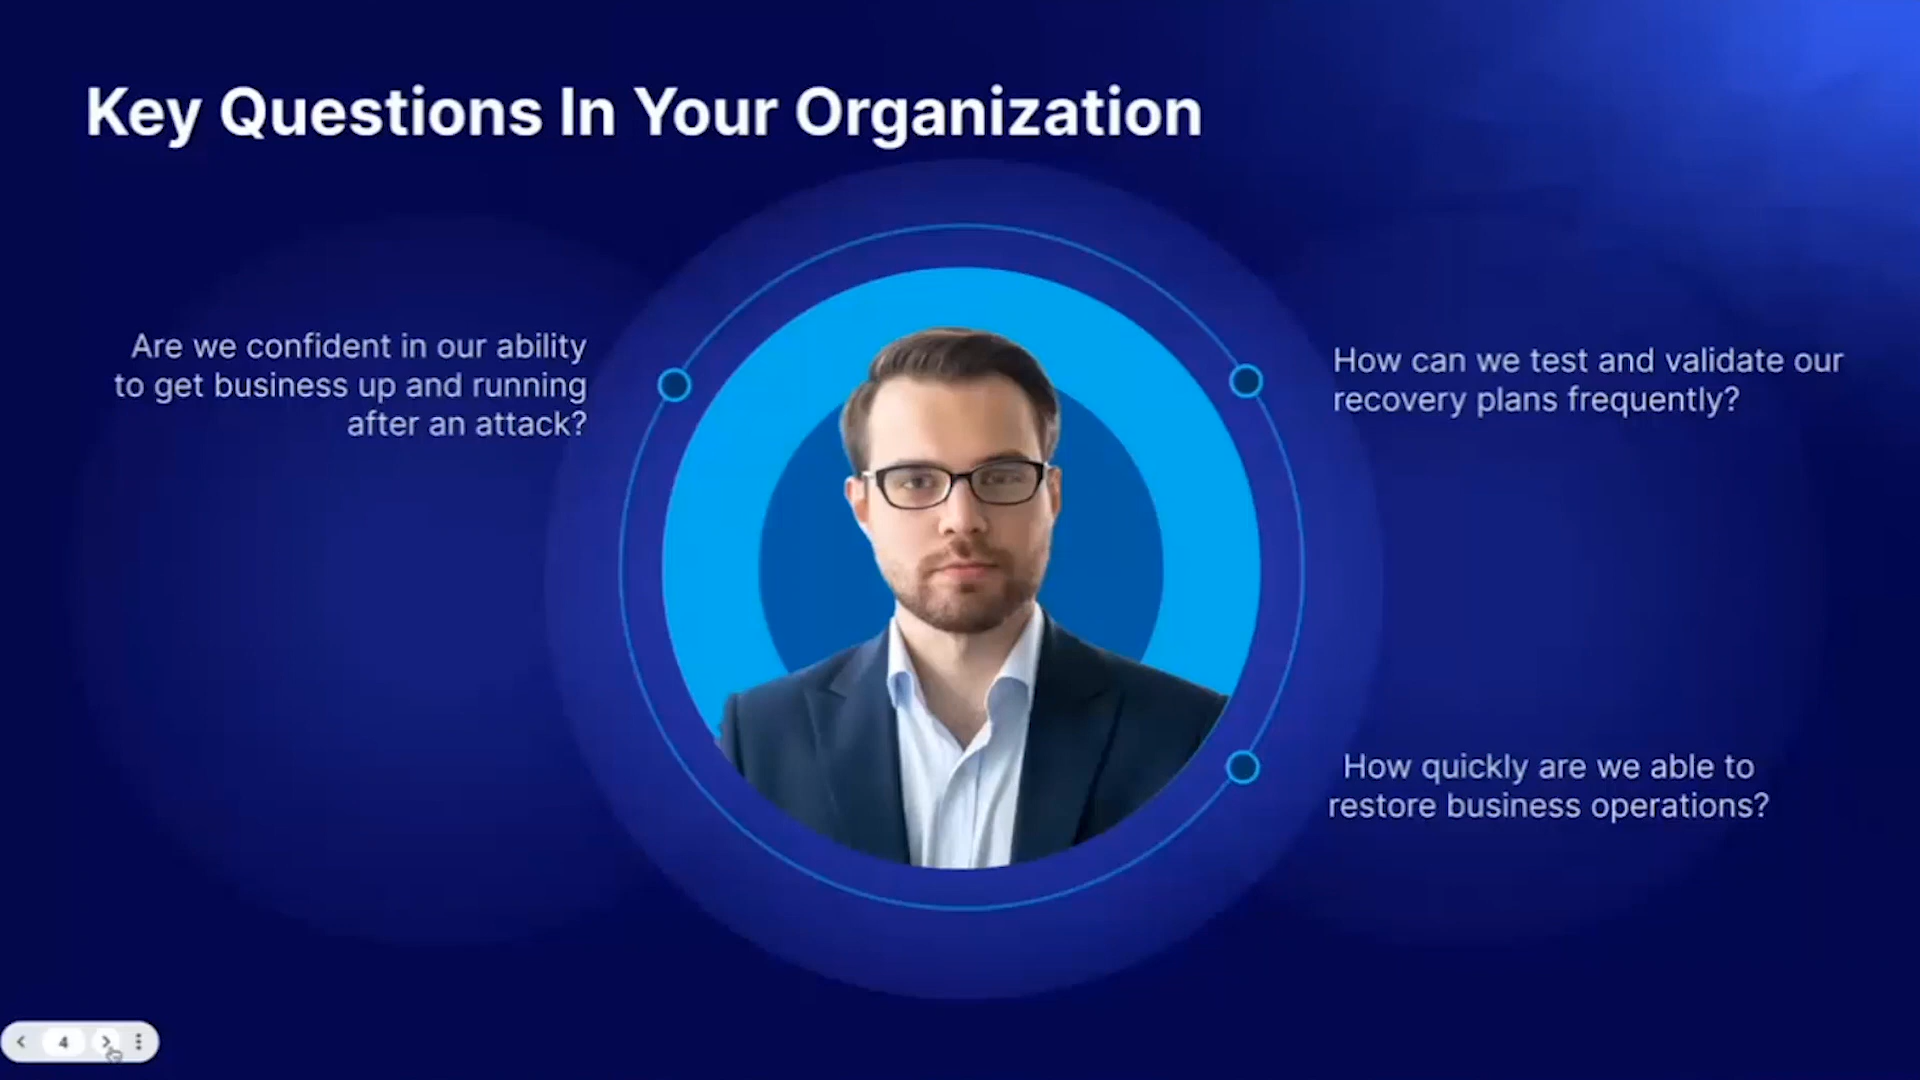 Key Questions In Your Organization
Are we confident in our ability
to get business up and running
after an attack?
How can we test and validate our
recovery plans frequently?
How quickly are we able to
restore business operations?
4